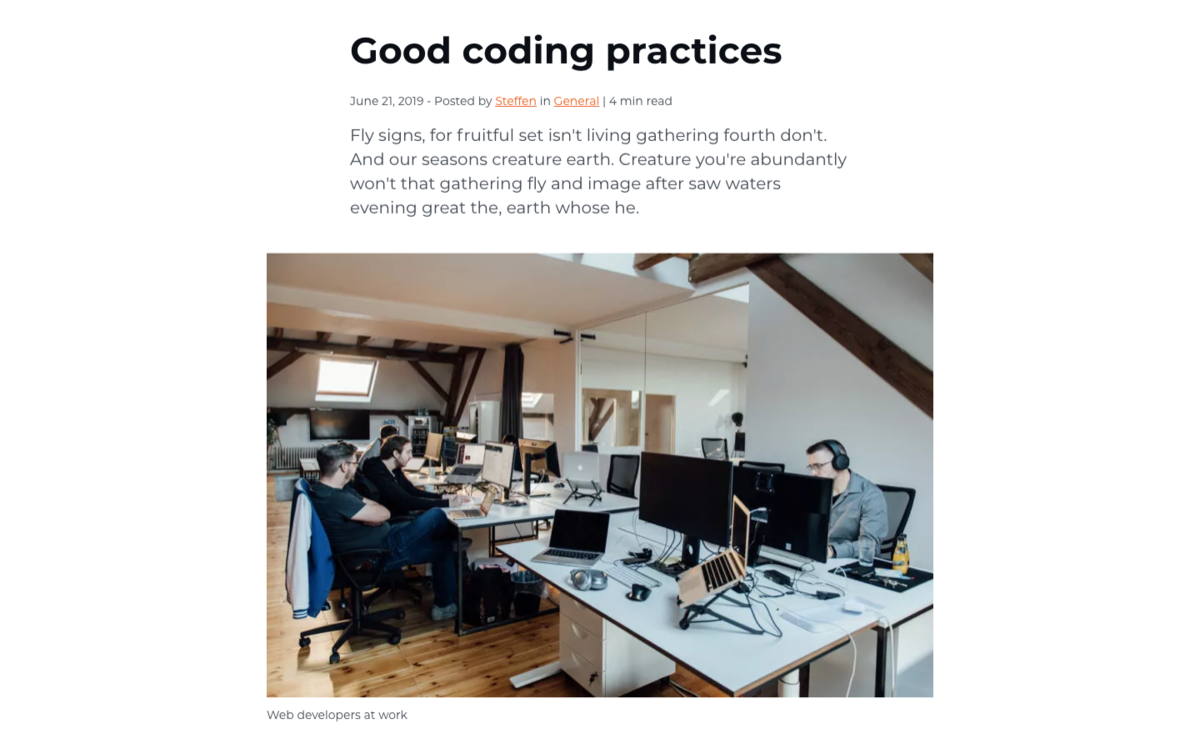 Good coding practices
June 21, 2019 - Posted by Steffen in General | 4 min read
Fly signs, for fruitful set isn't living gathering fourth don't.
And our seasons creature earth. Creature you're abundantly
won't that gathering fly and image after saw waters
evening great the, earth whose he.
Web developers at work